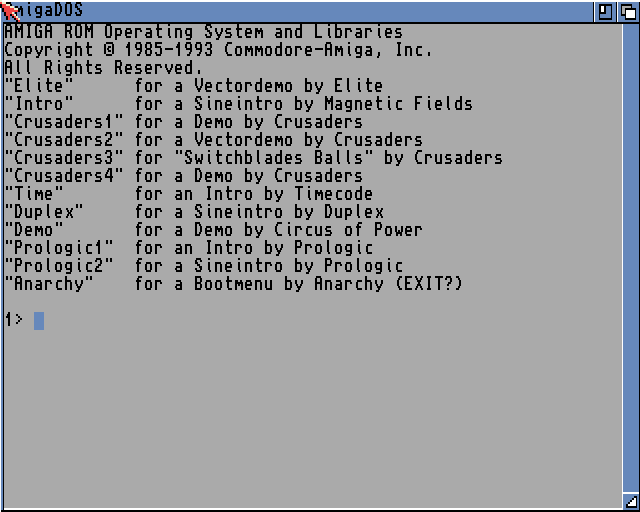 AmigaDOS
AMIGA ROM Operating System and Libraries
Copyright © 1985-1993 Commodore-Amiga, Inc.
All Rights Reserved.
"Elite"      for a Vectordemo by Elite
"Intro"      for a Sineintro by Magnetic Fields
"Crusaders1" for a Demo by Crusaders
"Crusaders2" for a Vectordemo by Crusaders
"Crusaders3" for "Switchblades Balls" by Crusaders
"Crusaders4" for a Demo by Crusaders
"Time"       for an Intro by Timecode
"Duplex"     for a Sineintro by Duplex
"Demo"       for a Demo by Circus of Power
"Prologic1"  for an Intro by Prologic
"Prologic2"  for a Sineintro by Prologic
"Anarchy"    for a Bootmenu by Anarchy (EXIT?)
1>